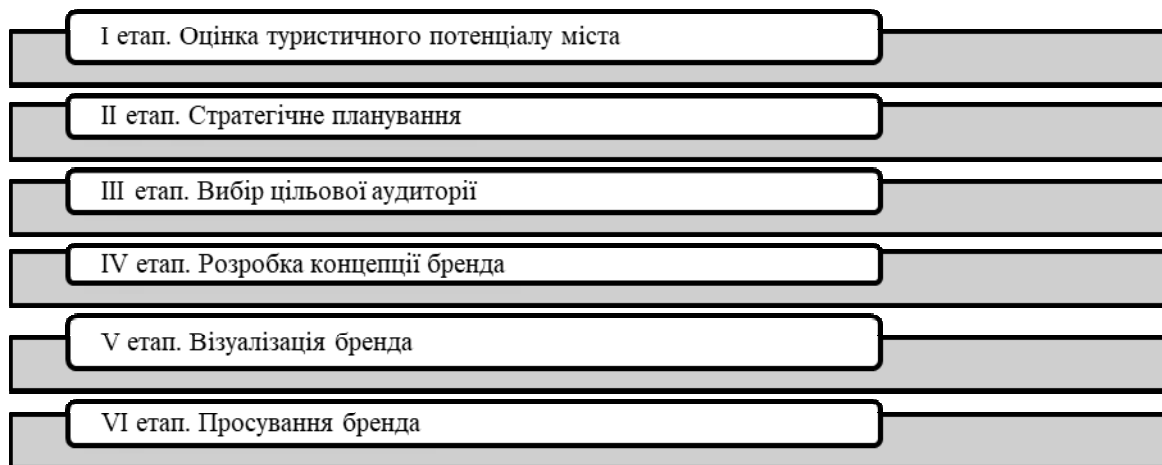 I етап. Оцінка туристичного потенціалу міста
II етап. Стратегічне планування
III етап. Вибір цільової аудиторії
IV етап. Розробка концепції бренда
V етап. Візуалізація бренда
VI етап. Просування бренда